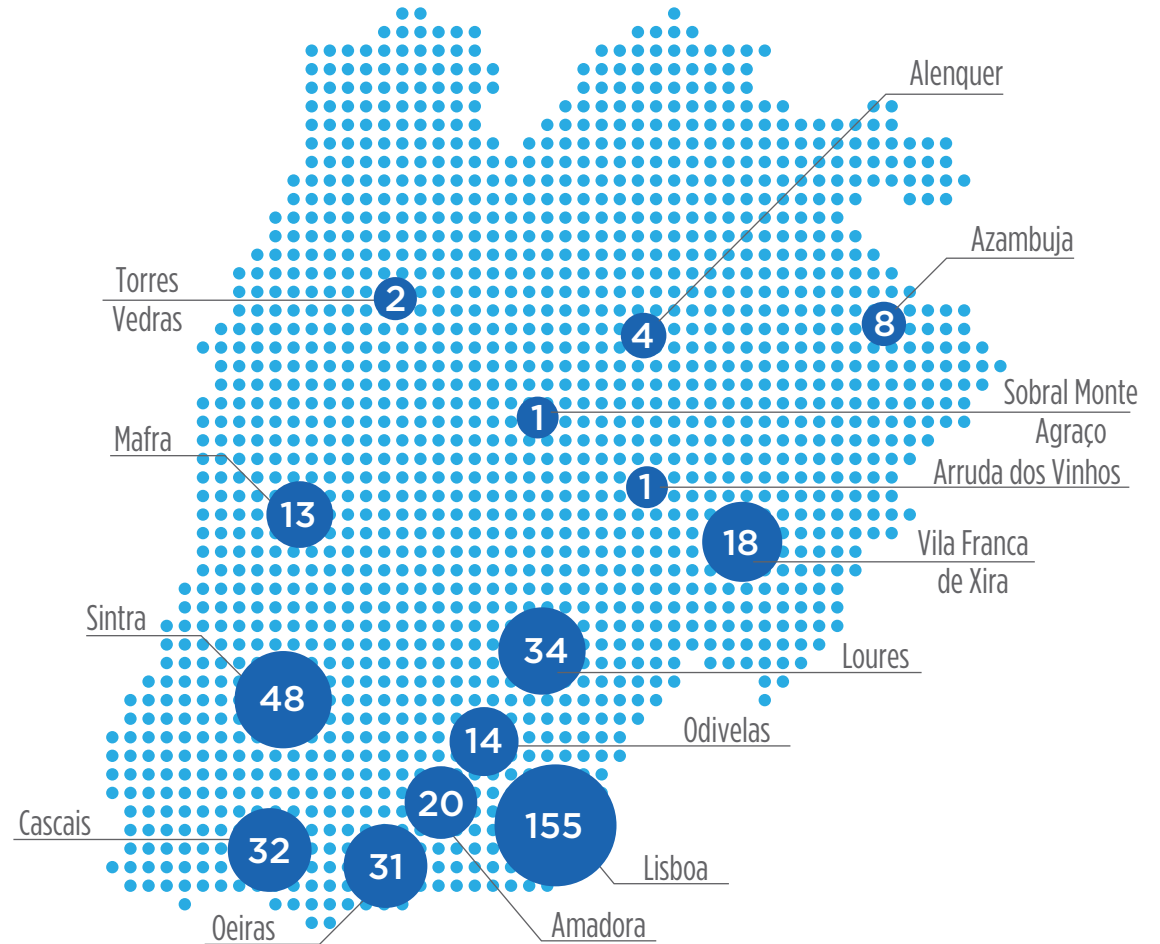 Alenquer
Azambuja
Torres
Vedras
2
4
8
Sobral Monte
Agraço
1
Mafra
Arruda dos Vinhos
1
13
18
Vila Franca
de Xira
Sintra
34
Loures
48
14
Odivelas
20
155
Cascais
32
31
Lisboa
Oeiras
Amadora